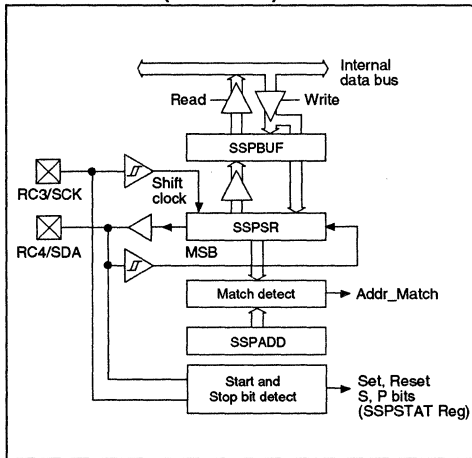 Internal
data bus
Read
Write
SSPBUF
RC3/SCK
Shift
clock
RC4/SDA
SSPSR
MSB
Match detect
Addr_Match
SSPADD
Start and
Stop bit detect
Set, Reset
S, P bits
(SSPSTAT Reg)